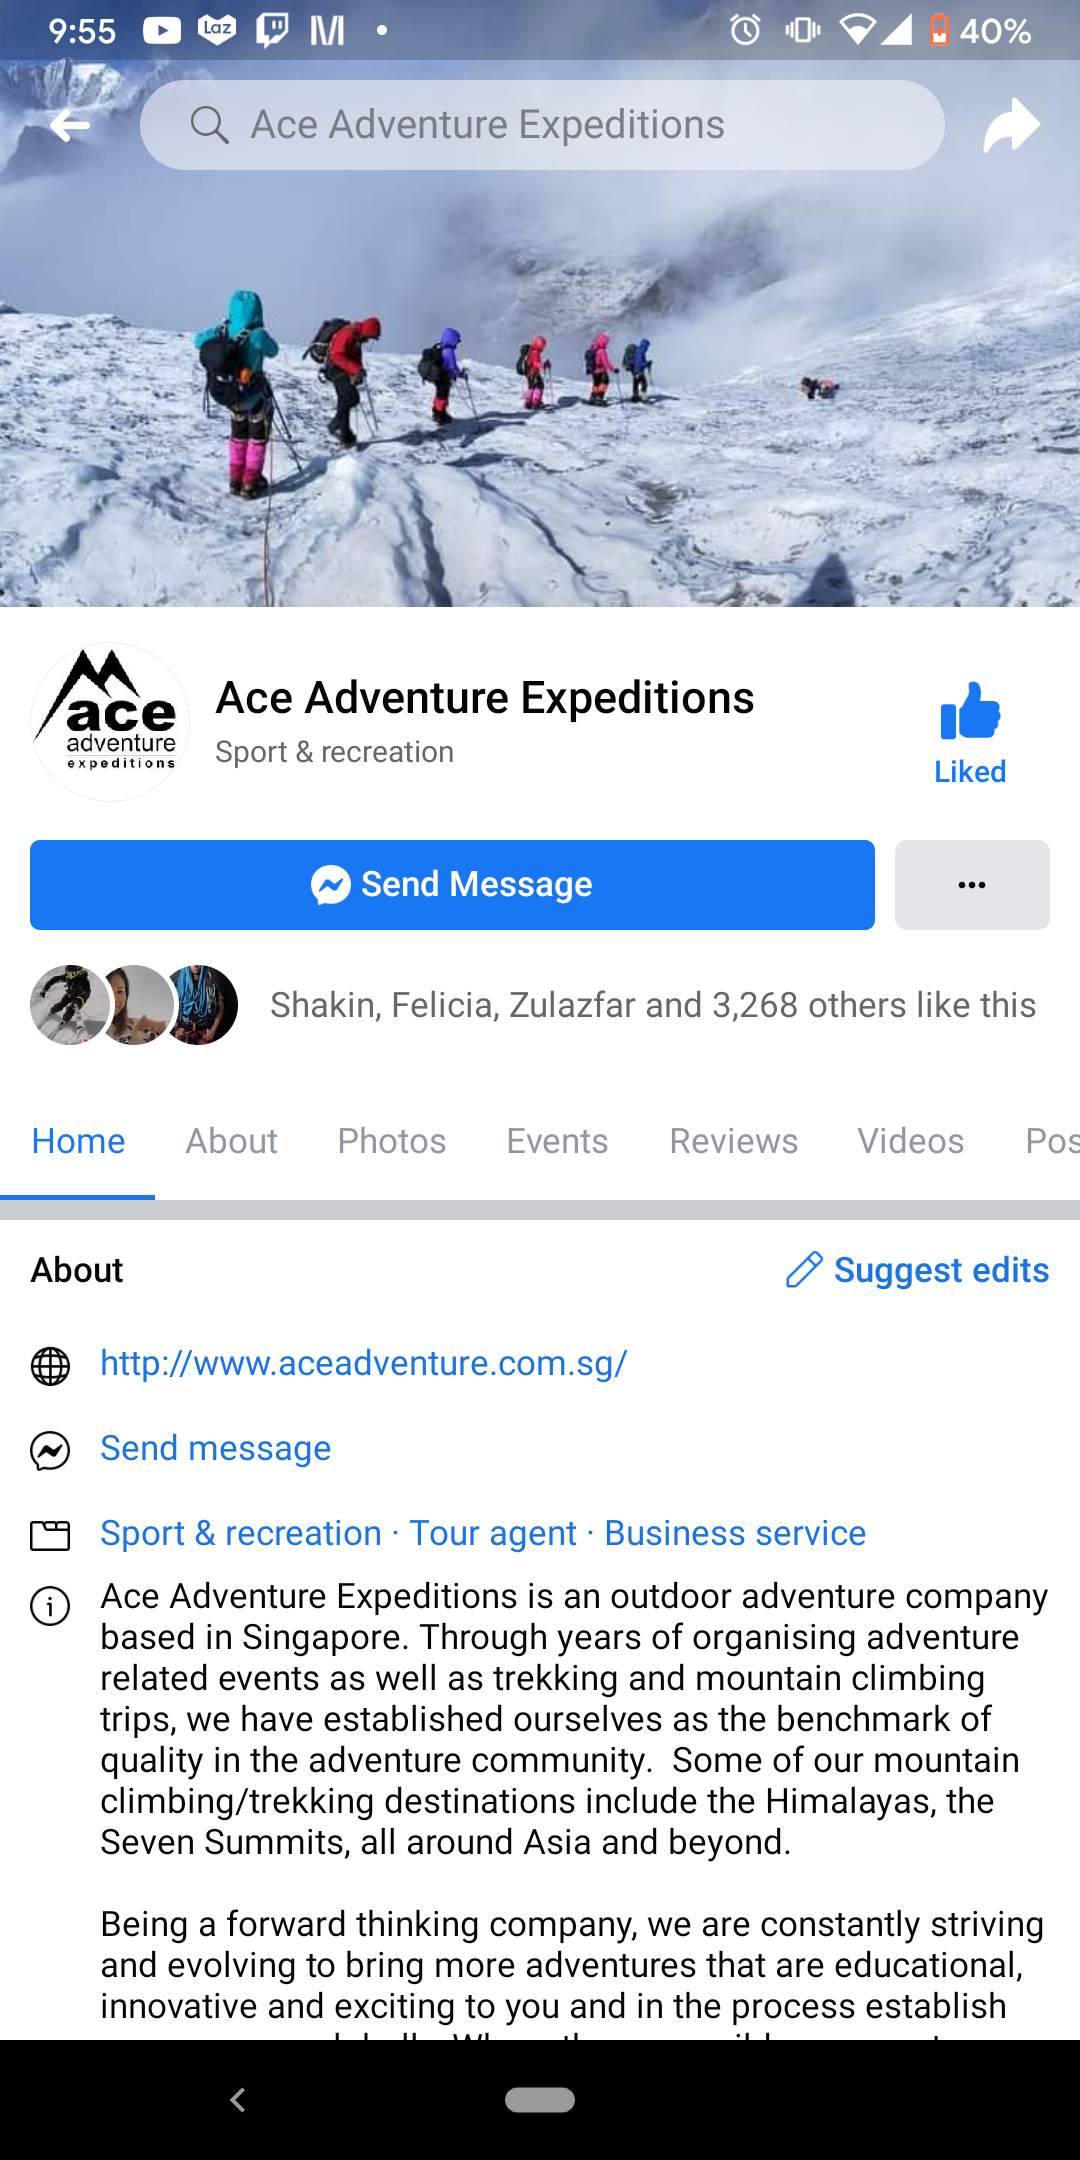 9:55
Laz
40%
Ace Adventure Expeditions
ace
adventure
expeditions
Ace Adventure Expeditions
Sport & recreation
Liked
Send Message
Shakin, Felicia, Zulazfar and 3,268 others like this
Home About Photos Events Reviews Videos Pos
About
Suggest edits
http://www.aceadventure.com.sg/
Send message
Sport & recreation · Tour agent · Business service
Ace Adventure Expeditions is an outdoor adventure company
based in Singapore. Through years of organising adventure
related events as well as trekking and mountain climbing
trips, we have established ourselves as the benchmark of
quality in the adventure community.  Some of our mountain
climbing/trekking destinations include the Himalayas, the
Seven Summits, all around Asia and beyond.
Being a forward thinking company, we are constantly striving
and evolving to bring more adventures that are educational,
innovative and exciting to you and in the process establish